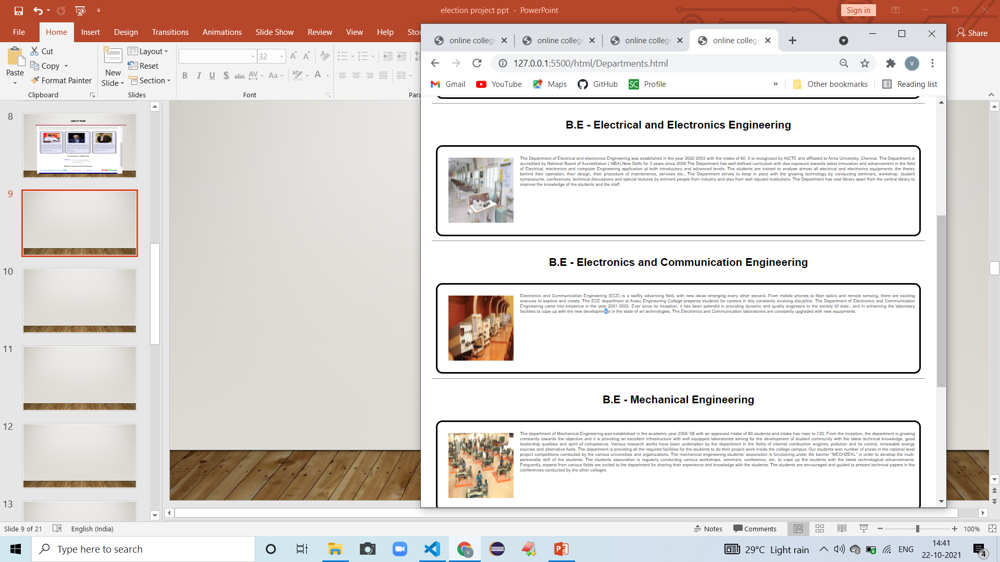 election project ppt - PowerPoint
Sign in
File Home Insert Design Transitions Animations Slide Show Review View Help
Share
Paste
Cut
Copy
Format Painter
Clipboard
New Slide
Layout
Reset
Section
Slides
32
B I U S abc AV Aa
A
Font
online college
online college
online college
online college
127.0.0.1:5500/html/Departments.html
V
Gmail YouTube Maps GitHub SC Profile » Other bookmarks Reading list
8
ABOUT PAGE
9
10
11
12
13
B.E - Electrical and Electronics Engineering
The Department of Electrical and electronics Engineering was established in the year 2002-2003 with the intake of 60. It is recognized by AICTE and affiliated to Anna University, Chennai. The Department is
accredited by National Board of Accreditation ( NBA),New Delhi for 3 years since 2009.The Department has well-defined curriculum with due exposure towards latest innovation and advancement in the field
of Electrical, electronics and computer Engineering application at both introductory and advanced levels. The students are trained to analyse almost all electrical and electronics equipments, the theory
behind their operation, their design, their procedure of maintenance, services etc., The Department strives to keep in pace with the growing technology by conducting seminars, workshop, student
symposiums, conferences, technical discussions and special lectures by eminent people from industry and also from well reputed institutions. The Department has vast library apart from the central library to
improve the knowledge of the students and the staff.
B.E - Electronics and Communication Engineering
Electronics and Communication Engineering (ECE) is a swiftly advancing field, with new ideas emerging every other second. From mobile phones to fiber optics and remote sensing, there are exciting
avenues to explore and create. The ECE department at Arasu Engineering College prepares students for careers in this constantly evolving discipline. The Department of Electronics and Communication
Engineering came into existence in the year 2001-2002. Ever since its inception, it has been splendid in providing dynamic and quality engineers to the society till date., and in enhancing the laboratory
facilities to cope up with the new developments in the state-of art technologies. The Electronics and Communication laboratories are constantly upgraded with new equipments.
B.E - Mechanical Engineering
The department of Mechanical Engineering was established in the academic year 2005-'06 with an approved intake of 60 students and intake has risen to 120. From the inception, the department is growing
constantly towards the objective and it is providing an excellent infrastructure with well equipped laboratories aiming for the development of student community with the latest technical knowledge, good
leadership qualities and spirit of competence. Various research works have been undertaken by the department in the fields of internal combustion engines, pollution and its control, renewable energy
sources and alternative fuels. The department is providing all the required facilities for the students to do their project work inside the college campus. Our students won number of prizes in the national level
project competitions conducted by the various universities and organizations. The mechanical engineering students' association is functioning under the banner "MECHZEAL" in order to develop the multi-
personality skill of the students. The students association is regularly conducting various workshops, seminars, conference, etc. to cope up the students with the latest technological advancements.
Frequently, experts from various fields are invited to the department for sharing their experience and knowledge with the students. The students are encouraged and guided to present technical papers in the
conferences conducted by the other colleges
Slide 9 of 21 English (India) Notes Comments 100%
Type here to search
29°C Light rain ENG
14:41
22-10-2021
4